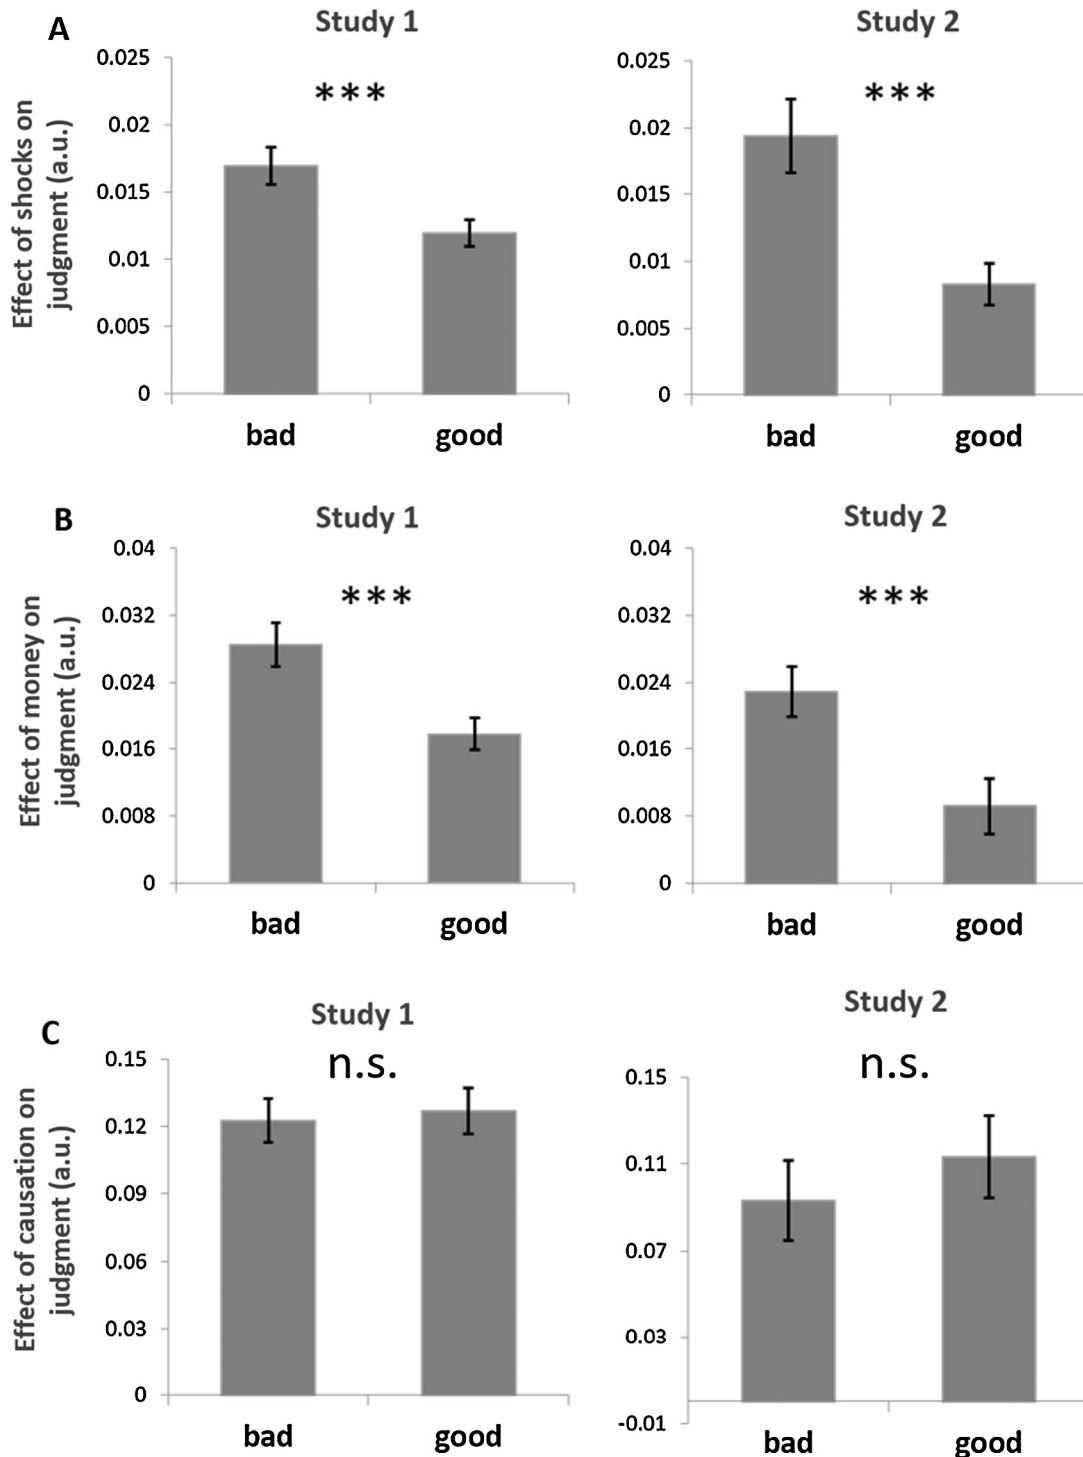 A
Study 1
Study 2
Effect of shocks on
judgment (a.u.)
0.025
0.02
0.015
0.01
0.005
0
***
bad
good
0.025
0.02
0.015
0.01
0.005
0
***
bad
good
B
Study 1
Study 2
Effect of money on
judgment (a.u.)
0.04
0.032
0.024
0.016
0.008
0
***
bad
good
0.04
0.032
0.024
0.016
0.008
0
***
bad
good
C
Study 1
Study 2
Effect of causation on
judgment (a.u.)
0.15
0.12
0.09
0.06
0.03
0
n.s.
bad
good
0.15
0.11
0.07
0.03
-0.01
n.s.
bad
good